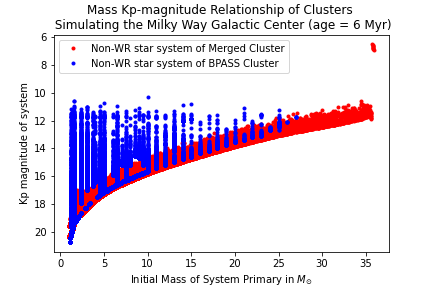 Mass Kp-magnitude Relationship of Clusters
Simulating the Milky Way Galactic Center (age = 6 Myr)
6
8
10
12
14
16
18
20
Kp magnitude of system
Non-WR star system of Merged Cluster
Non-WR star system of BPASS Cluster
0
5
10
15
20
25
30
35
Initial Mass of System Primary in M⊙